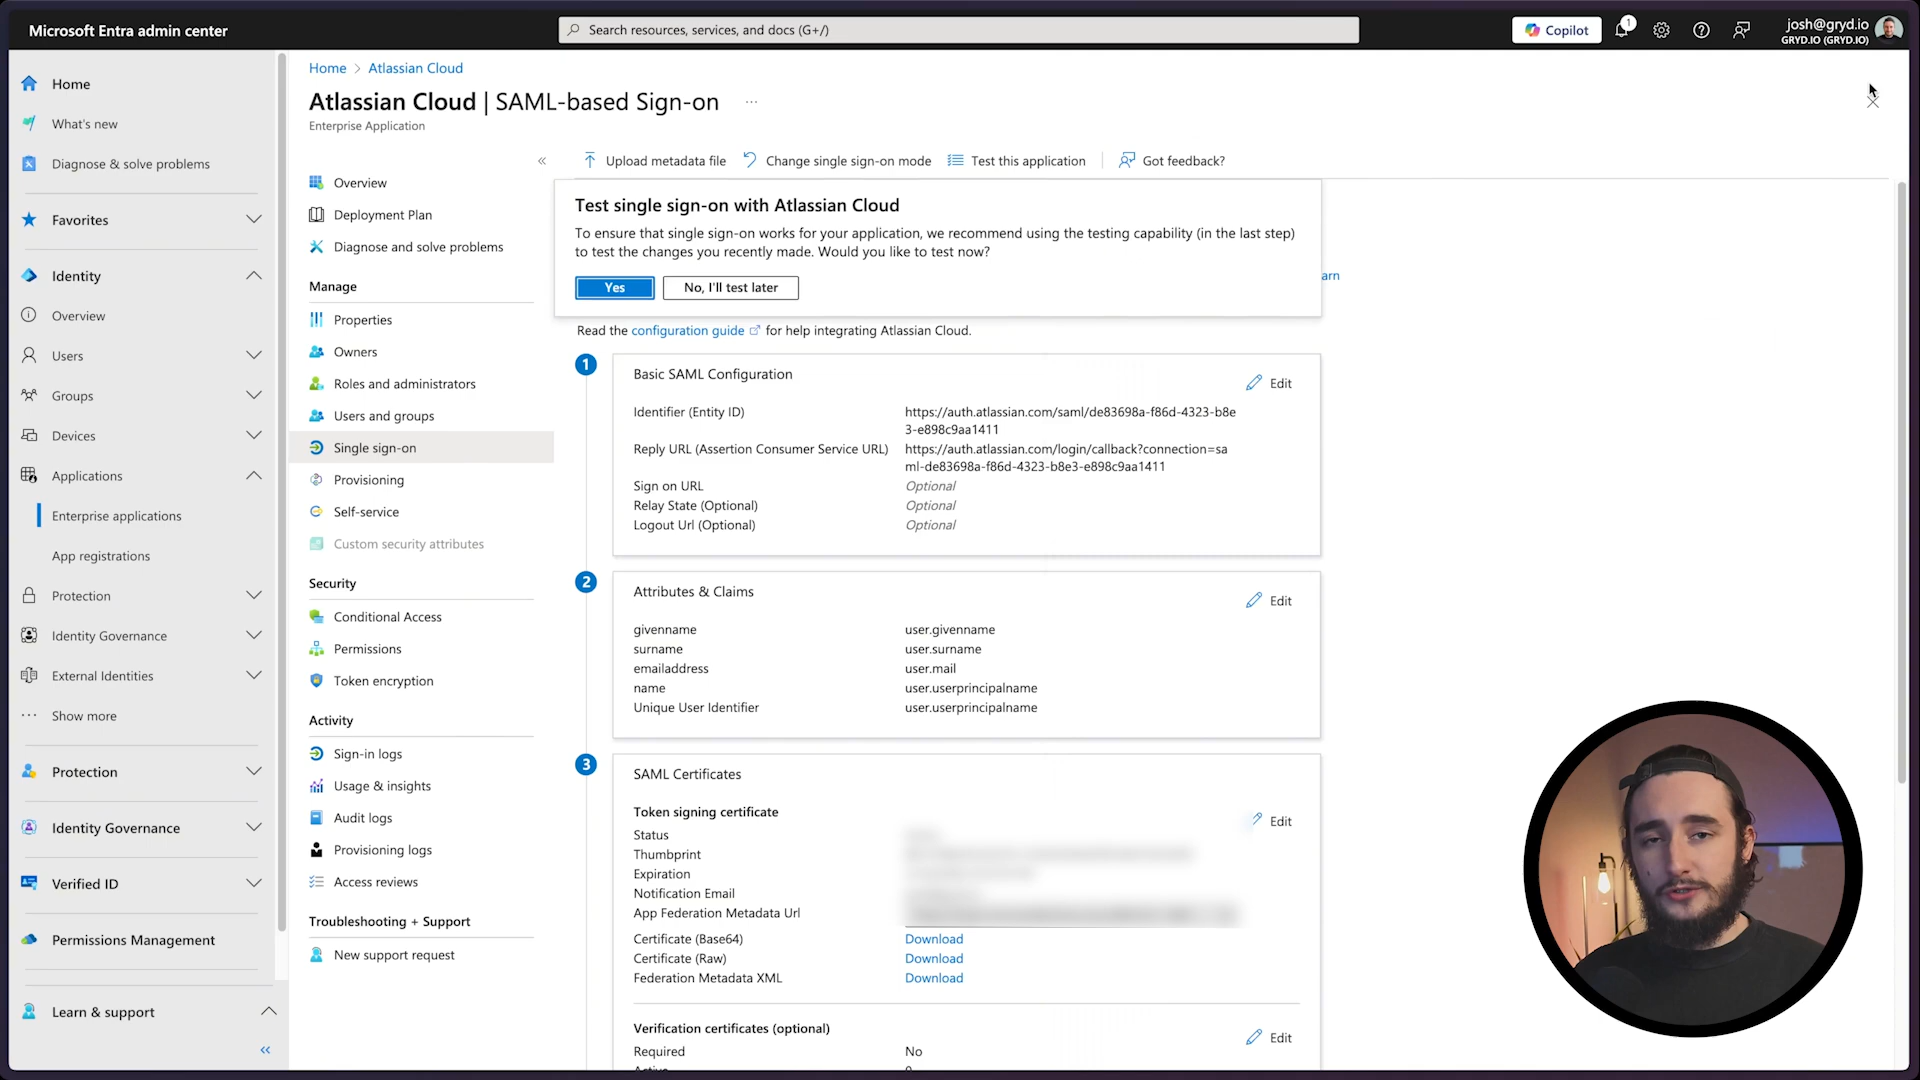 Microsoft Entra admin center
Search resources, services, and docs (G+/)
Copilot
1
josh@gryd.io
GRYD.IO (GRYD.IO)
Home
What's new
Diagnose & solve problems
Favorites
Identity
Overview
Users
Groups
Devices
Applications
Enterprise applications
App registrations
Protection
Identity Governance
External Identities
Show more
Protection
Identity Governance
Verified ID
Permissions Management
Learn & support
Home > Atlassian Cloud
Atlassian Cloud | SAML-based Sign-on
Enterprise Application
Overview
Deployment Plan
Diagnose and solve problems
Manage
Properties
Owners
Roles and administrators
Users and groups
Single sign-on
Provisioning
Self-service
Custom security attributes
Security
Conditional Access
Permissions
Token encryption
Activity
Sign-in logs
Usage & insights
Audit logs
Provisioning logs
Access reviews
Troubleshooting + Support
New support request
Upload metadata file
Change single sign-on mode
Test this application
Got feedback?
Test single sign-on with Atlassian Cloud
To ensure that single sign-on works for your application, we recommend using the testing capability (in the last step)
to test the changes you recently made. Would you like to test now?
Yes
No, I'll test later
arn
Read the configuration guide for help integrating Atlassian Cloud.
1
Basic SAML Configuration
Edit
Identifier (Entity ID) https://auth.atlassian.com/saml/de83698a-f86d-4323-b8e
3-e898c9aa1411
Reply URL (Assertion Consumer Service URL) https://auth.atlassian.com/login/callback?connection=sa
ml-de83698a-f86d-4323-b8e3-e898c9aa1411
Sign on URL Optional
Relay State (Optional) Optional
Logout Url (Optional) Optional
2
Attributes & Claims
Edit
givenname user.givenname
surname user.surname
emailaddress user.mail
name user.userprincipalname
Unique User Identifier user.userprincipalname
3
SAML Certificates
Token signing certificate
Edit
Status
Thumbprint
Expiration
Notification Email
App Federation Metadata Url
Certificate (Base64) Download
Certificate (Raw) Download
Federation Metadata XML Download
Verification certificates (optional)
Edit
Required No
Active 0